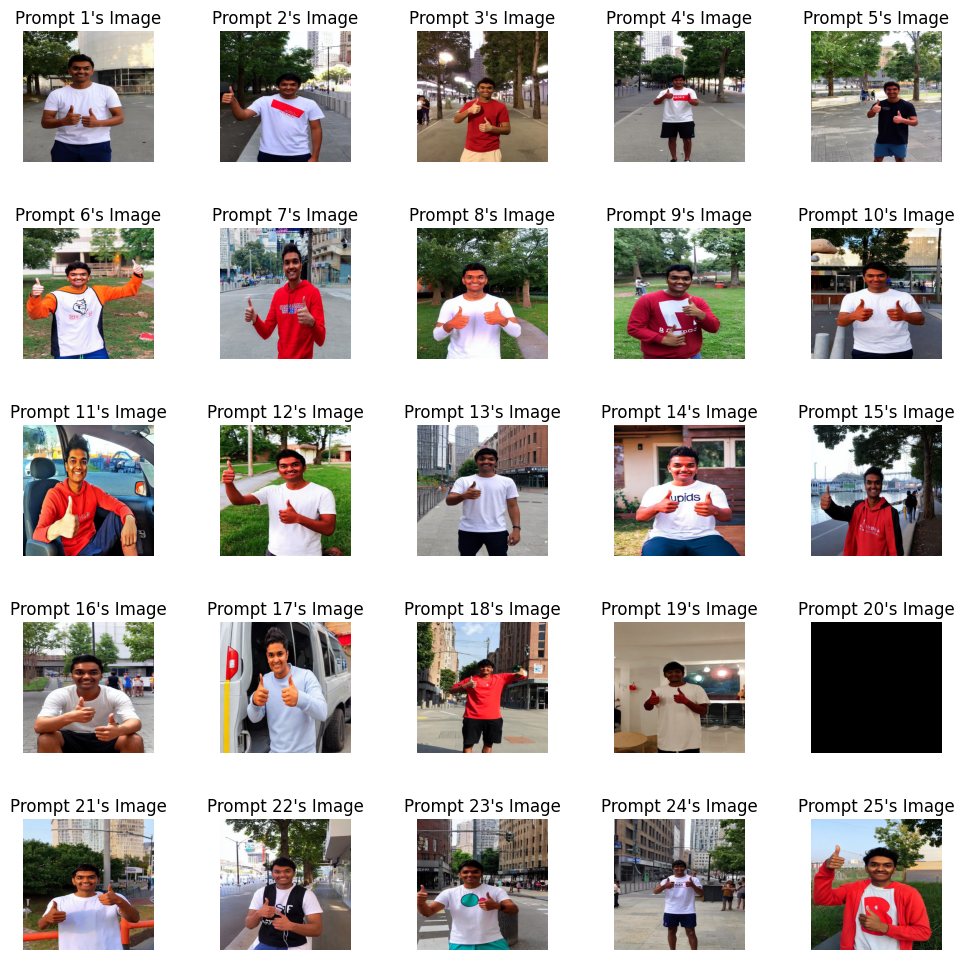 Prompt 1's Image
Prompt 2's Image
Prompt 3's Image
Prompt 4's Image
Prompt 5's Image
Prompt 6's Image
Prompt 7's Image
Prompt 8's Image
Prompt 9's Image
Prompt 10's Image
Prompt 11's Image
Prompt 12's Image
Prompt 13's Image
Prompt 14's Image
Prompt 15's Image
upids
Prompt 16's Image
Prompt 17's Image
Prompt 18's Image
Prompt 19's Image
Prompt 20's Image
Prompt 21's Image
Prompt 22's Image
Prompt 23's Image
Prompt 24's Image
Prompt 25's Image